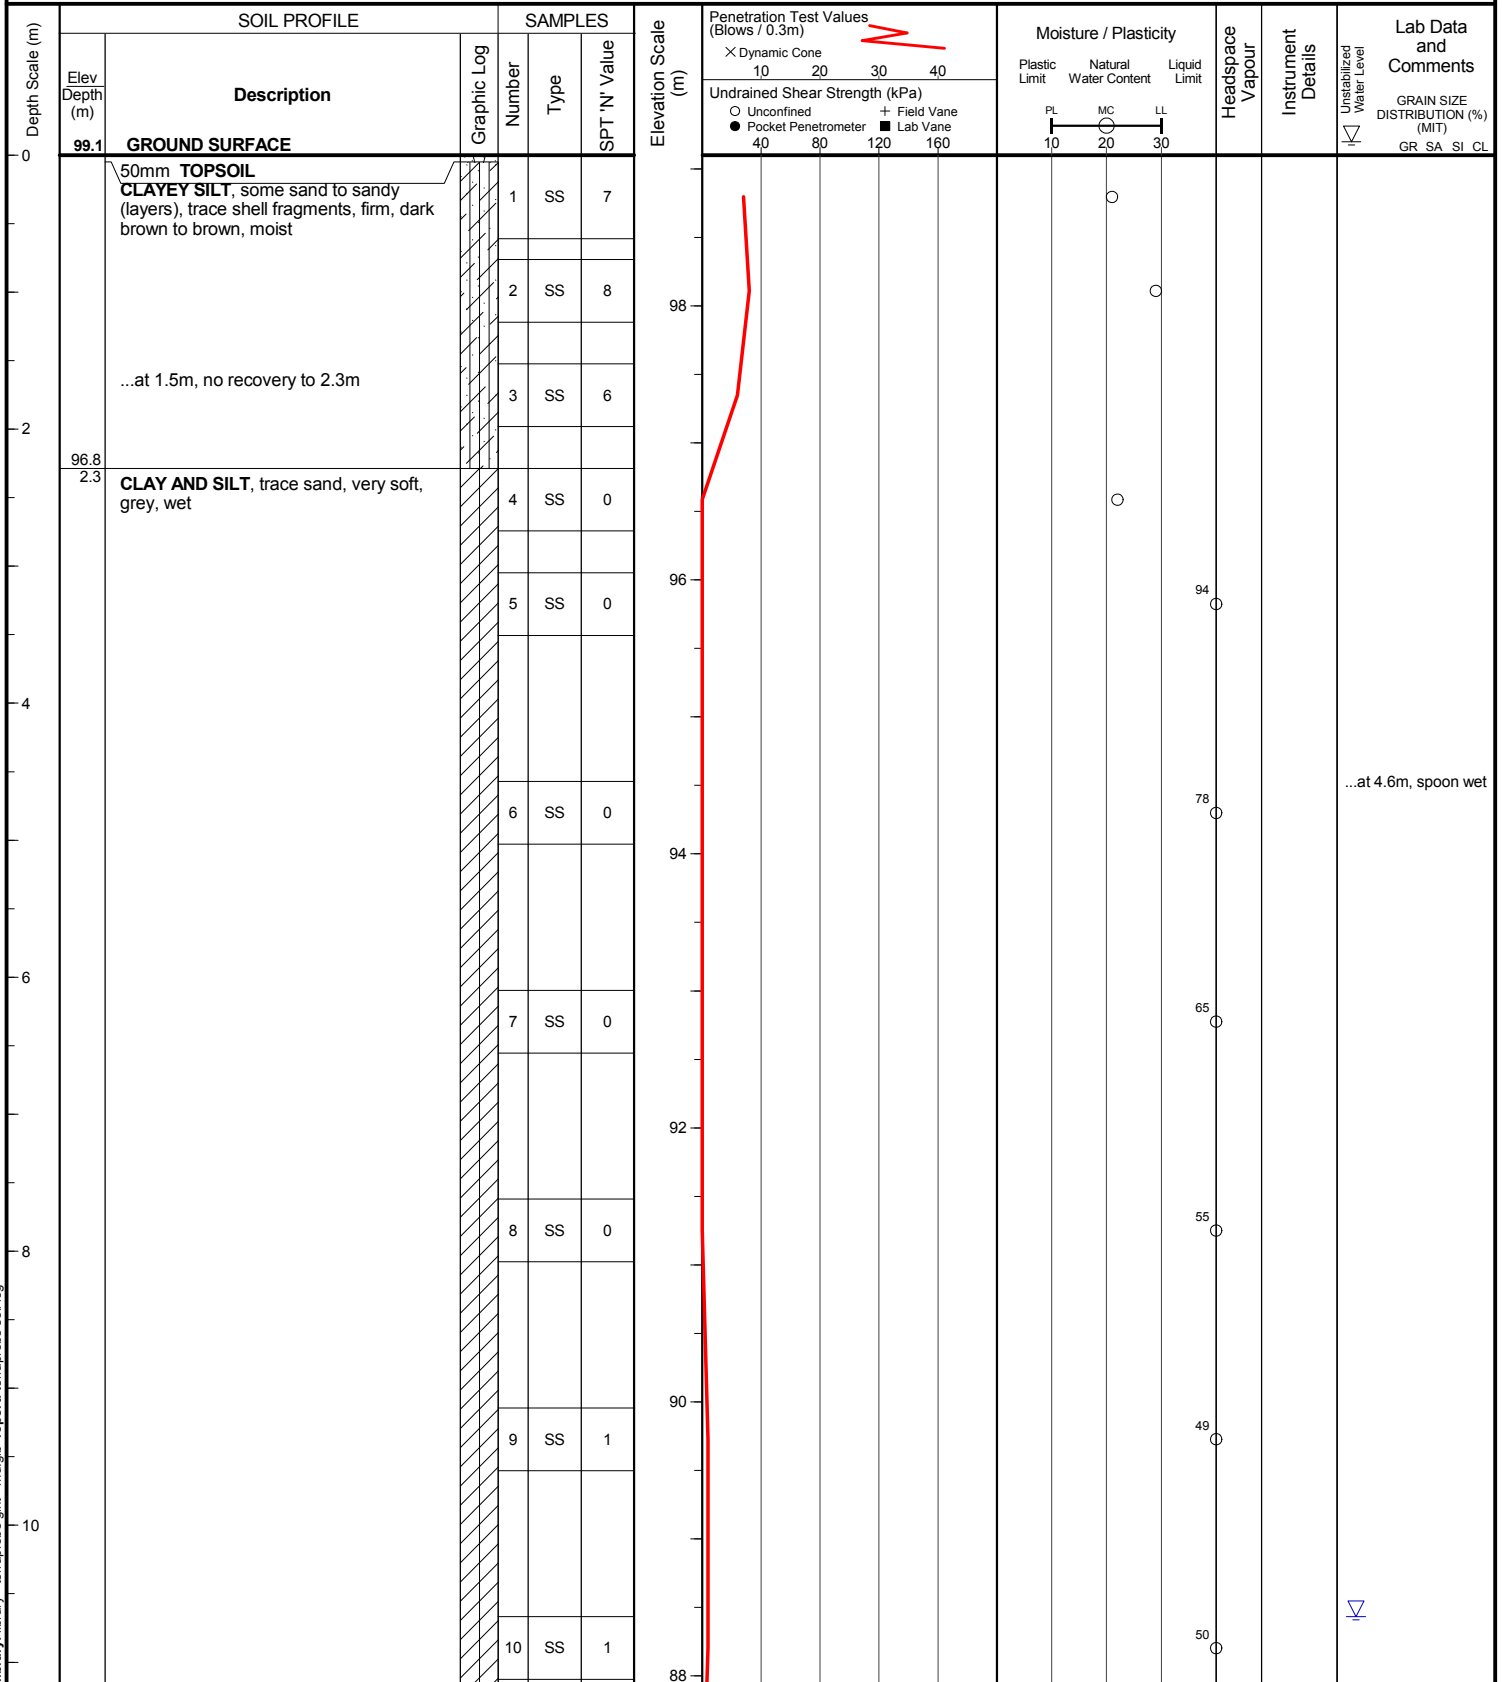 SOIL PROFILE
SAMPLES
Penetration Test Values
(Blows / 0.3m)
Dynamic Cone
10 20 30 40
Undrained Shear Strength (kPa)
Unconfined
Field Vane
Pocket Penetrometer
Lab Vane
40 80 120 160
Moisture / Plasticity
Plastic Limit
Natural Water Content
Liquid Limit
PL MC LL
10 20 30
Headspace Vapour
Instrument Details
Unstabilized Water Level
Lab Data
and
Comments
GRAIN SIZE
DISTRIBUTION (%)
(MIT)
GR SA SI CL
Depth Scale (m)
Elev
Depth
(m)
Description
Graphic Log
Number
Type
SPT 'N' Value
Elevation Scale
(m)
99.1 GROUND SURFACE
0
50mm TOPSOIL
CLAYEY SILT, some sand to sandy
(layers), trace shell fragments, firm, dark
brown to brown, moist
1 SS 7
2 SS 8
98
...at 1.5m, no recovery to 2.3m
3 SS 6
2
96.8
2.3
CLAY AND SILT, trace sand, very soft,
grey, wet
4 SS 0
96
5 SS 0
94
4
...at 4.6m, spoon wet
6 SS 0
78
94
6
7 SS 0
65
92
8 SS 0
55
8
90
9 SS 1
49
10
10 SS 1
50
88